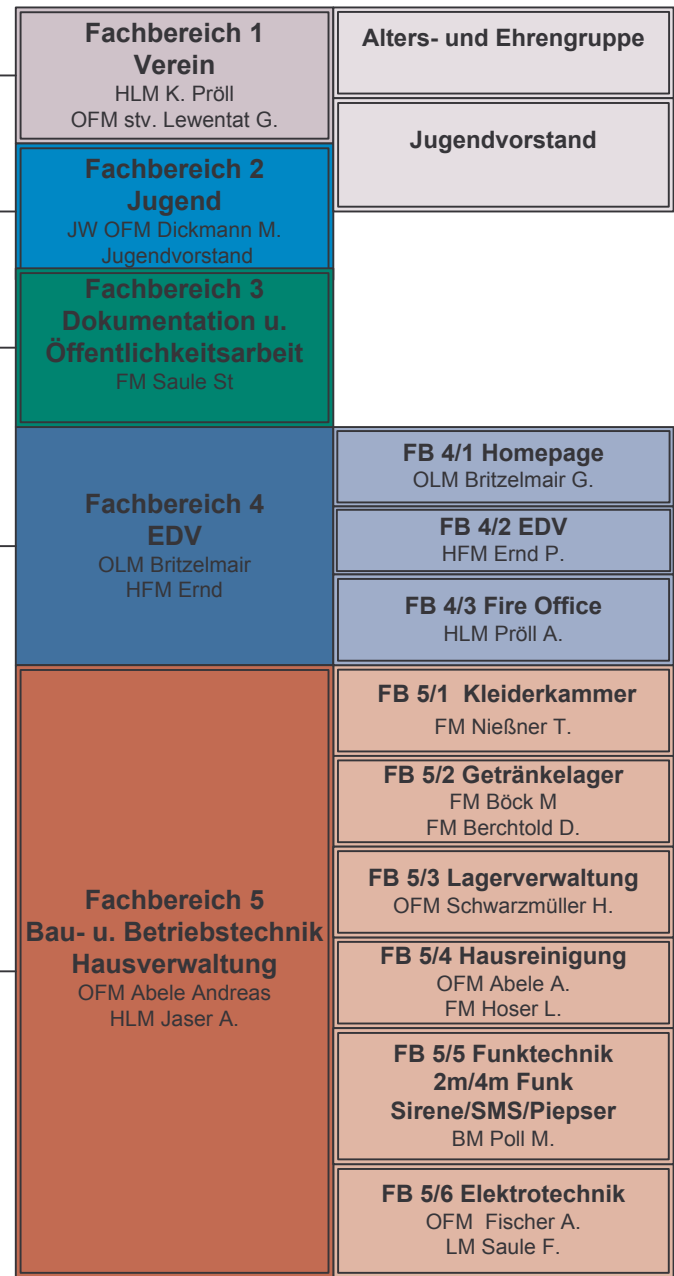 Fachbereich 1
Verein
HLM K. Pröll
OFM stv. Lewentat G.
Alters- und Ehrengruppe
Jugendvorstand
Fachbereich 2
Jugend
JW OFM Dickmann M.
Jugendvorstand
Fachbereich 3
Dokumentation u.
Öffentlichkeitsarbeit
FM Saule St
Fachbereich 4
EDV
OLM Britzelmair
HFM Ernd
FB 4/1 Homepage
OLM Britzelmair G.
FB 4/2 EDV
HFM Ernd P.
FB 4/3 Fire Office
HLM Pröll A.
Fachbereich 5
Bau- u. Betriebstechnik
Hausverwaltung
OFM Abele Andreas
HLM Jaser A.
FB 5/1 Kleiderkammer
FM Nießner T.
FB 5/2 Getränkelager
FM Böck M
FM Berchtold D.
FB 5/3 Lagerverwaltung
OFM Schwarzmüller H.
FB 5/4 Hausreinigung
OFM Abele A.
FM Hoser L.
FB 5/5 Funktechnik
2m/4m Funk
Sirene/SMS/Piepser
BM Poll M.
FB 5/6 Elektrotechnik
OFM Fischer A.
LM Saule F.